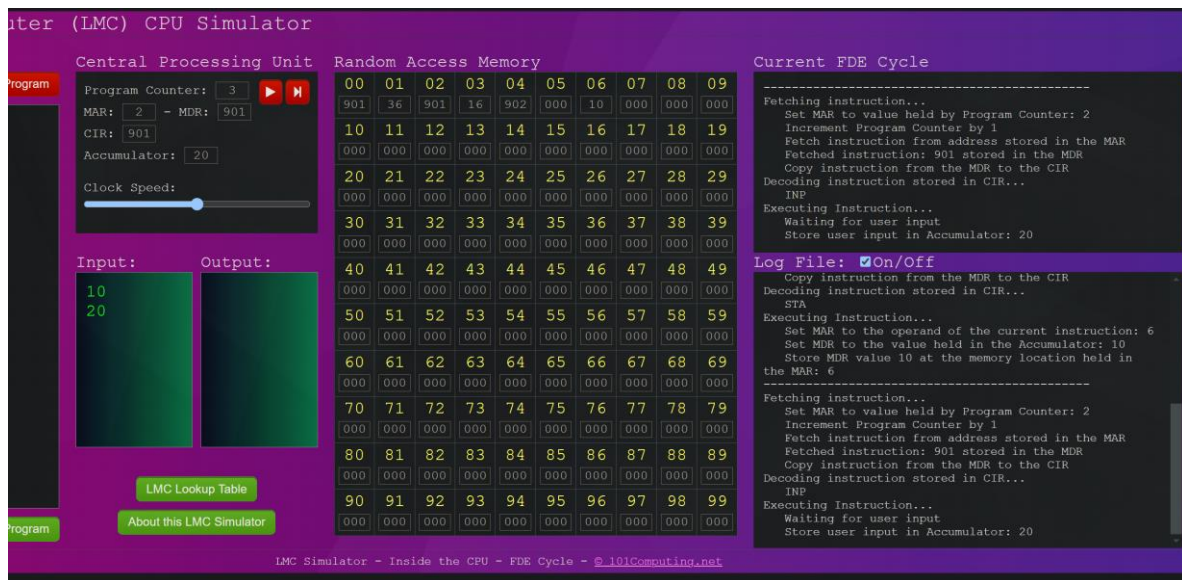 uter (LMC) CPU Simulator
Program
Central Processing Unit
Program Counter: 3
MAR: 2 - MDR: 901
CIR: 901
Accumulator: 20
Clock Speed:
Input:
10
20
Output:
LMC Lookup Table
About this LMC Simulator
Program
Random Access Memory
00 01 02 03 04 05 06 07 08 09
901 36 901 16 902 000 10 000 000 000
10 11 12 13 14 15 16 17 18 19
000 000 000 000 000 000 000 000 000 000
20 21 22 23 24 25 26 27 28 29
000 000 000 000 000 000 000 000 000 000
30 31 32 33 34 35 36 37 38 39
000 000 000 000 000 000 000 000 000 000
40 41 42 43 44 45 46 47 48 49
000 000 000 000 000 000 000 000 000 000
50 51 52 53 54 55 56 57 58 59
000 000 000 000 000 000 000 000 000 000
60 61 62 63 64 65 66 67 68 69
000 000 000 000 000 000 000 000 000 000
70 71 72 73 74 75 76 77 78 79
000 000 000 000 000 000 000 000 000 000
80 81 82 83 84 85 86 87 88 89
000 000 000 000 000 000 000 000 000 000
90 91 92 93 94 95 96 97 98 99
000 000 000 000 000 000 000 000 000 000
Current FDE Cycle
----------------------------------------------
Fetching instruction...
Set MAR to value held by Program Counter: 2
Increment Program Counter by 1
Fetch instruction from address stored in the MAR
Fetched instruction: 901 stored in the MDR
Copy instruction from the MDR to the CIR
Decoding instruction stored in CIR...
INP
Executing Instruction...
Waiting for user input
Store user input in Accumulator: 20
Log File: On/Off
Copy instruction from the MDR to the CIR
Decoding instruction stored in CIR...
STA
Executing Instruction...
Set MAR to the operand of the current instruction: 6
Set MDR to the value held in the Accumulator: 10
Store MDR value 10 at the memory location held in
the MAR: 6
----------------------------------------------
Fetching instruction...
Set MAR to value held by Program Counter: 2
Increment Program Counter by 1
Fetch instruction from address stored in the MAR
Fetched instruction: 901 stored in the MDR
Copy instruction from the MDR to the CIR
Decoding instruction stored in CIR...
INP
Executing Instruction...
Waiting for user input
Store user input in Accumulator: 20
LMC Simulator - Inside the CPU - FDE Cycle - © 101Computing.net